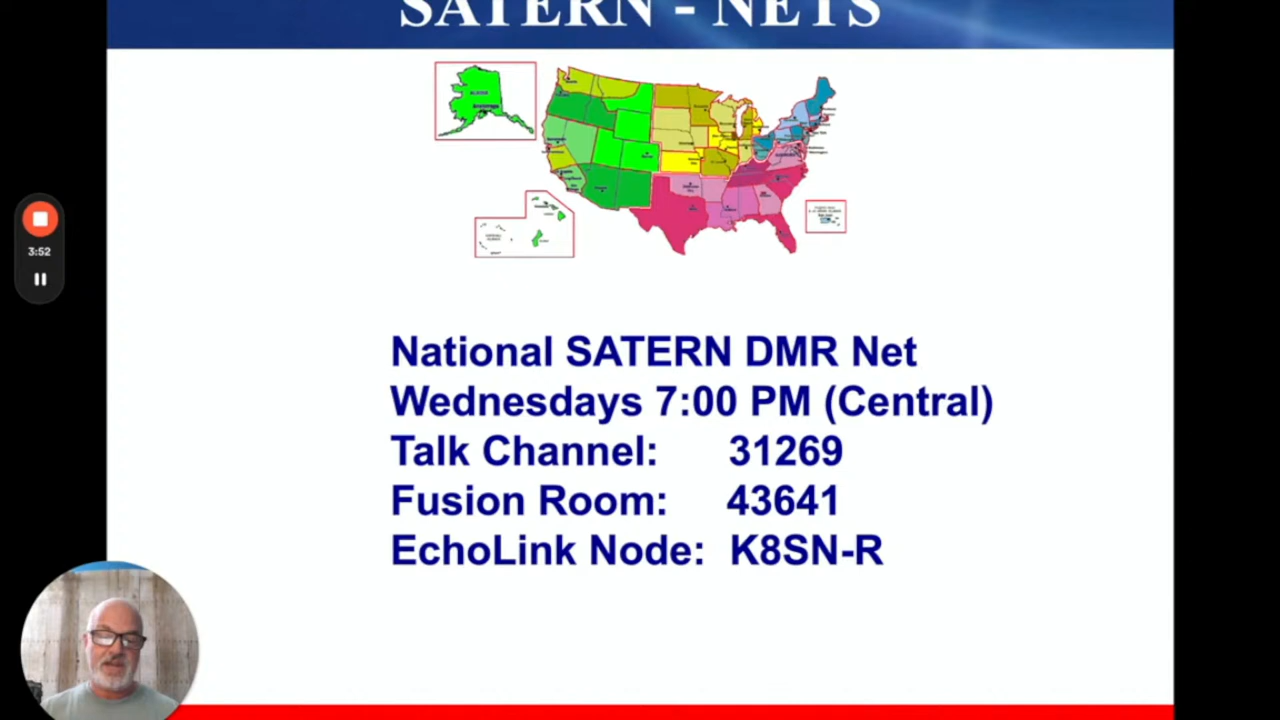 SATERN - NETS
3:52
National SATERN DMR Net
Wednesdays 7:00 PM (Central)
Talk Channel: 31269
Fusion Room: 43641
EchoLink Node: K8SN-R